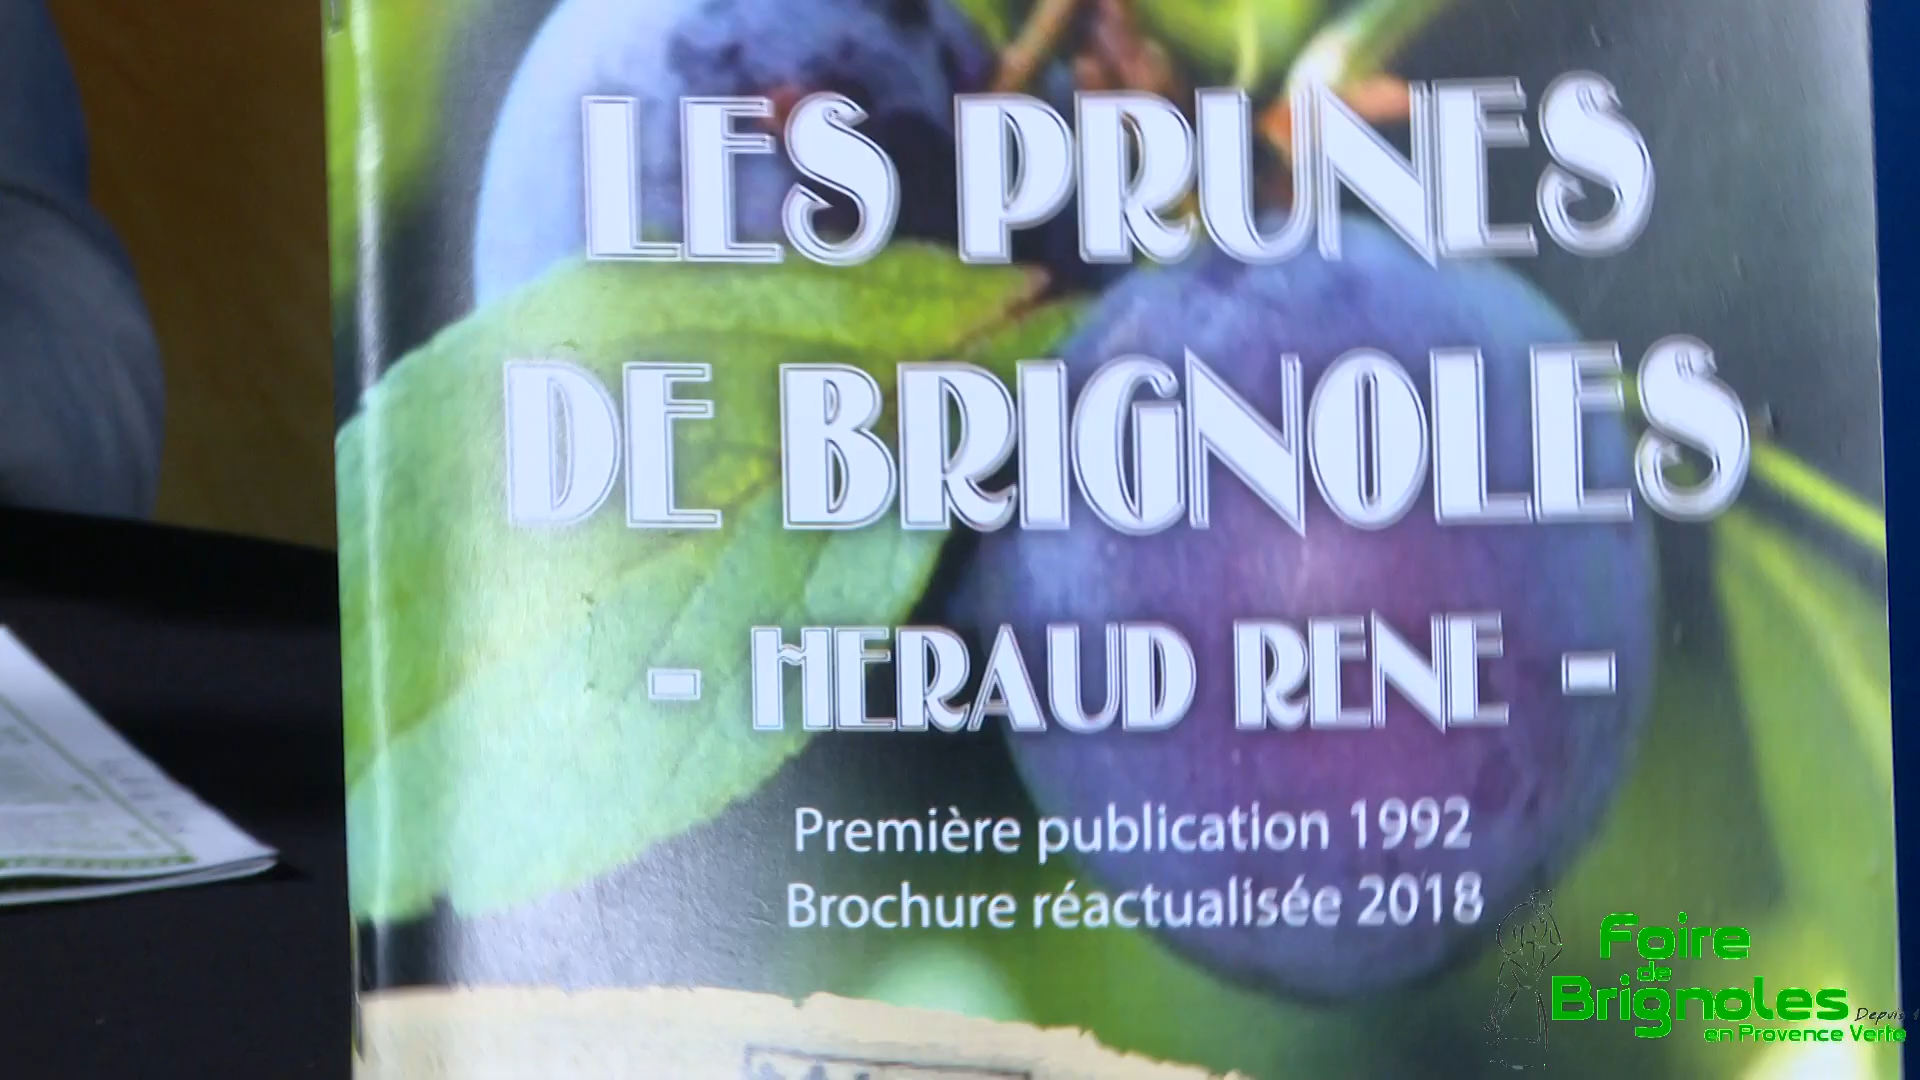 LES PRUNES
DE BRIGNOLES
- HERAUD RENE -
Première publication 1992
Brochure réactualisée 2018
Foire
de
Brignoles
Depuis
en Provence Verte